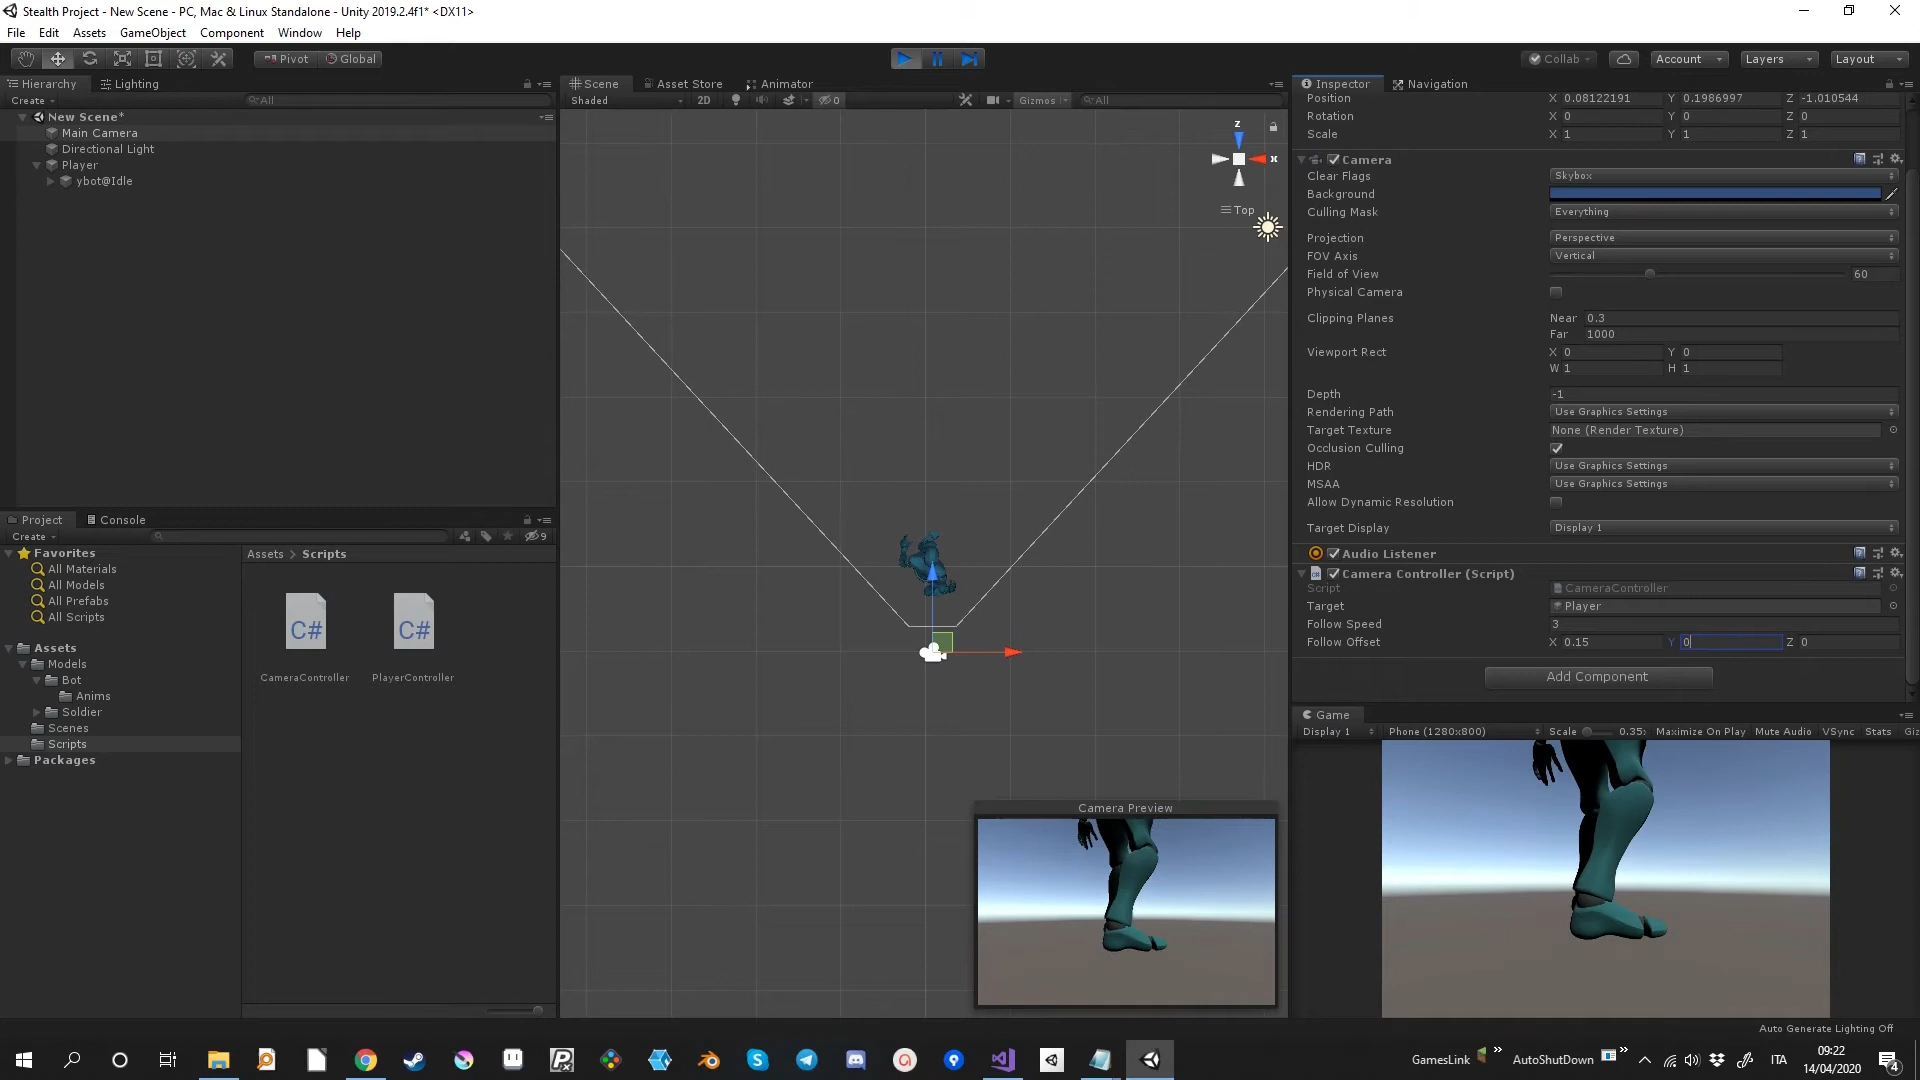 Stealth Project - New Scene - PC, Mac & Linux Standalone - Unity 2019.2.4f1* <DX11>
File Edit Assets GameObject Component Window Help
Pivot Global Collab Account Layers Layout
Hierarchy Lighting
Create All
New Scene*
Main Camera
Directional Light
Player
ybot@Idle
Scene Asset Store Animator
Shaded 2D 0 Gizmos All
z
x
Top
Camera Preview
Project Console
Create 9
Favorites
All Materials
All Models
All Prefabs
All Scripts
Assets
Models
Bot
Anims
Soldier
Scenes
Scripts
Packages
Assets > Scripts
C# C#
CameraController PlayerController
Inspector Navigation
Position X 0.08122191 Y 0.1986997 Z -1.010544
Rotation X 0 Y 0 Z 0
Scale X 1 Y 1 Z 1
Camera
Clear Flags Skybox
Background
Culling Mask Everything
Projection Perspective
FOV Axis Vertical
Field of View 60
Physical Camera
Clipping Planes Near 0.3
Far 1000
Viewport Rect X 0 Y 0
W 1 H 1
Depth -1
Rendering Path Use Graphics Settings
Target Texture None (Render Texture)
Occlusion Culling
HDR Use Graphics Settings
MSAA Use Graphics Settings
Allow Dynamic Resolution
Target Display Display 1
Audio Listener
Camera Controller (Script)
Script CameraController
Target Player
Follow Speed 3
Follow Offset X 0.15 Y 0 Z 0
Add Component
Game
Display 1 Phone (1280x800) Scale 0.35x Maximize On Play Mute Audio VSync Stats Giz
Auto Generate Lighting Off
GamesLink AutoShutDown ITA
09:22
14/04/2020
4